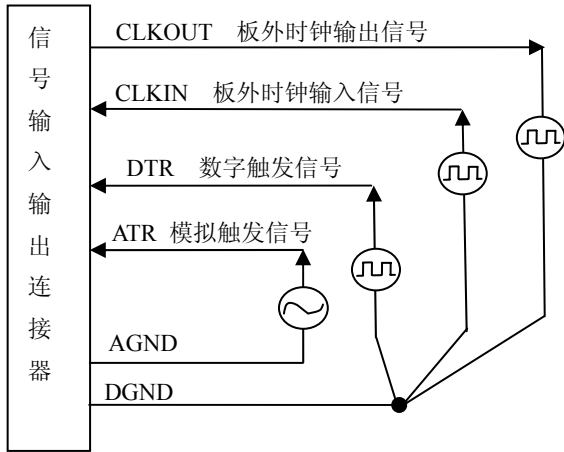 信号输入输出连接器
CLKOUT 板外时钟输出信号
CLKIN 板外时钟输入信号
DTR 数字触发信号
ATR 模拟触发信号
AGND
DGND